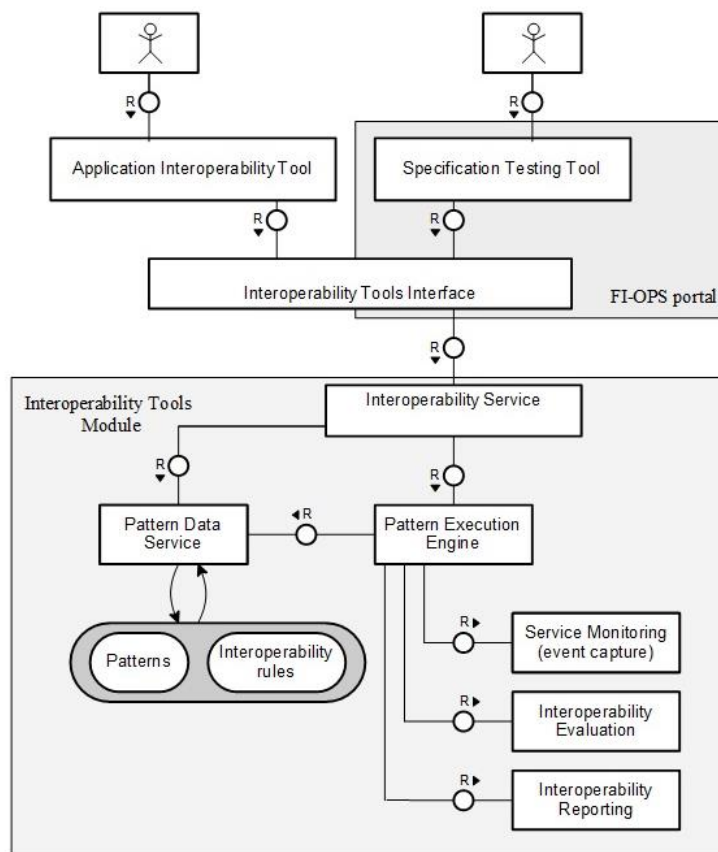 R
R
Application Interoperability Tool
Specification Testing Tool
R
R
Interoperability Tools Interface
FI-OPS portal
R
Interoperability Tools
Module
Interoperability Service
R
R
Pattern Data
Service
R
Pattern Execution
Engine
Patterns
Interoperability
rules
R
Service Monitoring
(event capture)
R
Interoperability
Evaluation
R
Interoperability
Reporting